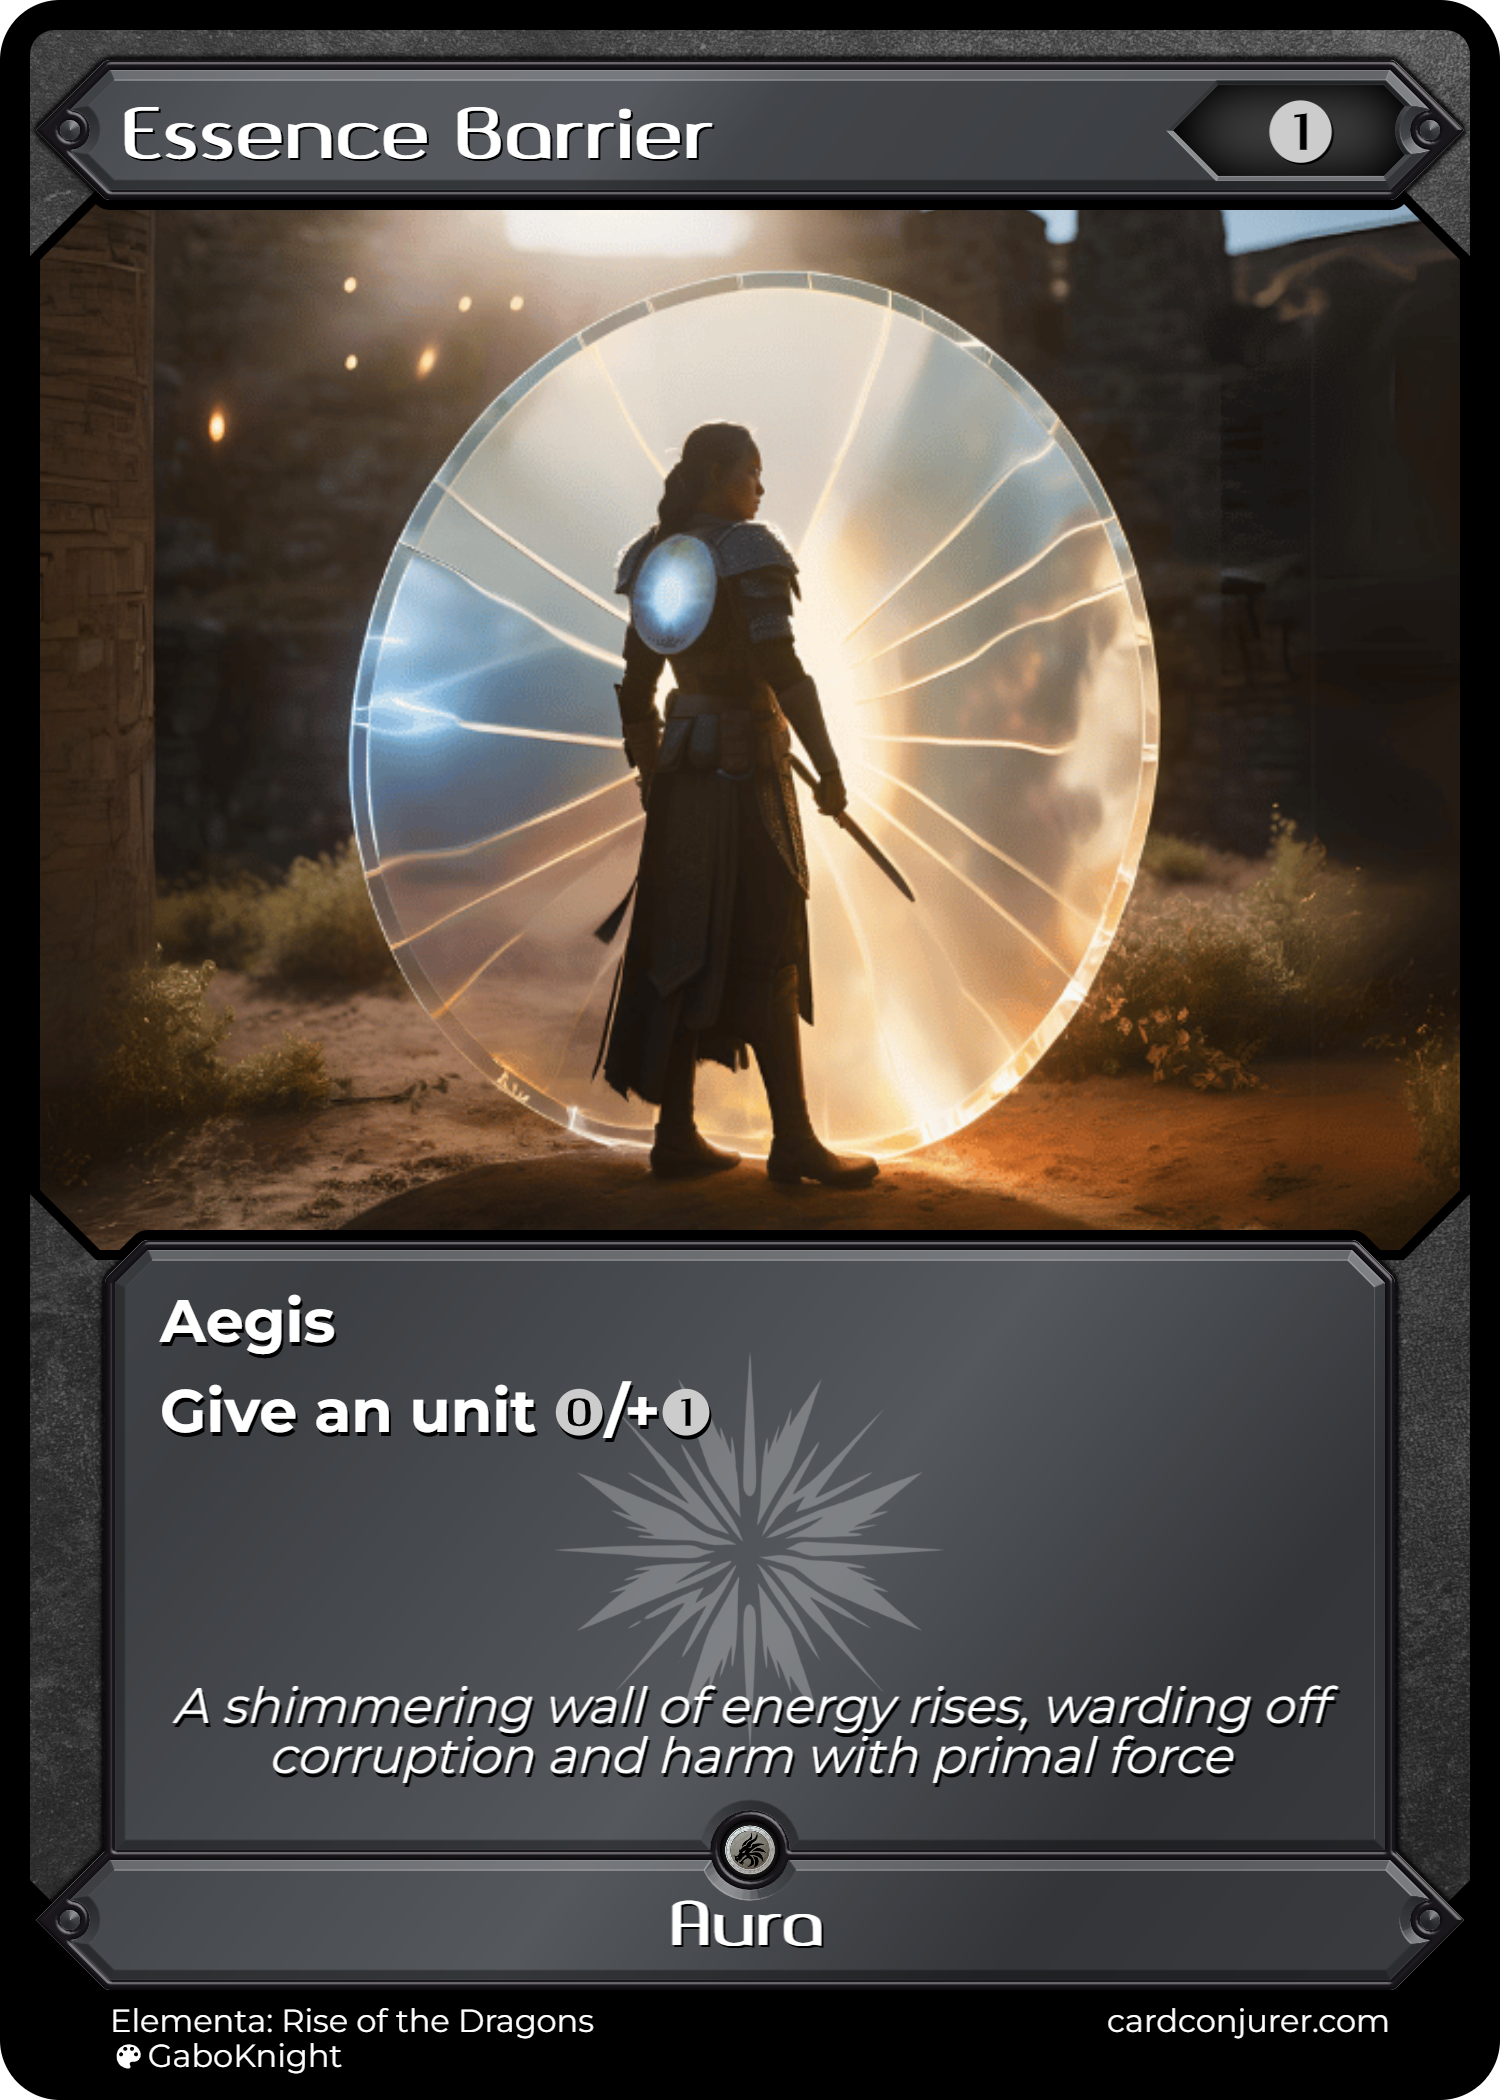 Essence Barrier 1
Aegis
Give an unit 0/+1
A shimmering wall of energy rises, warding off
corruption and harm with primal force
Aura
Elementa: Rise of the Dragons cardconjurer.com
GaboKnight